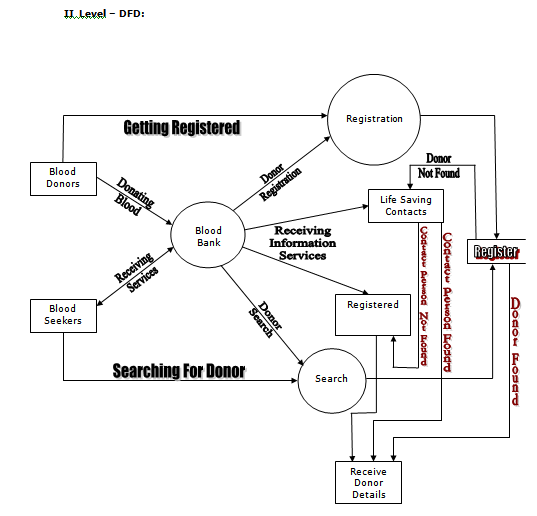 II Level – DFD:
Getting Registered
Registration
Blood
Donors
Donating
Blood
Donor
Registration
Donor
Not Found
Life Saving
Contacts
Blood
Bank
Receiving
Information
Services
Register
Receiving
Services
Contact Person Not Found
Contact Person Found
Donor Found
Blood
Seekers
Registered
Donor
Search
Searching For Donor
Search
Receive
Donor
Details